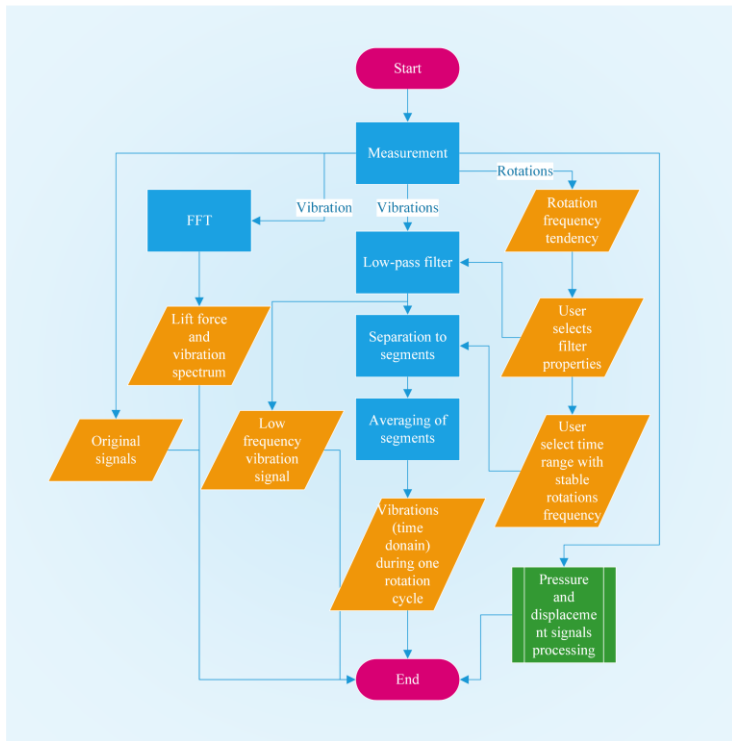 Start
Measurement
Rotations
Vibration
Vibrations
Rotation
frequency
tendency
FFT
Low-pass filter
User
selects
filter
properties
Lift force
and
vibration
spectrum
Separation to
segments
Averaging of
segments
Original
signals
Low
frequency
vibration
signal
User
select time
range with
stable
rotations
frequency
Vibrations
(time
donain)
during one
rotation
cycle
Pressure
and
displaceme
nt signals
processing
End